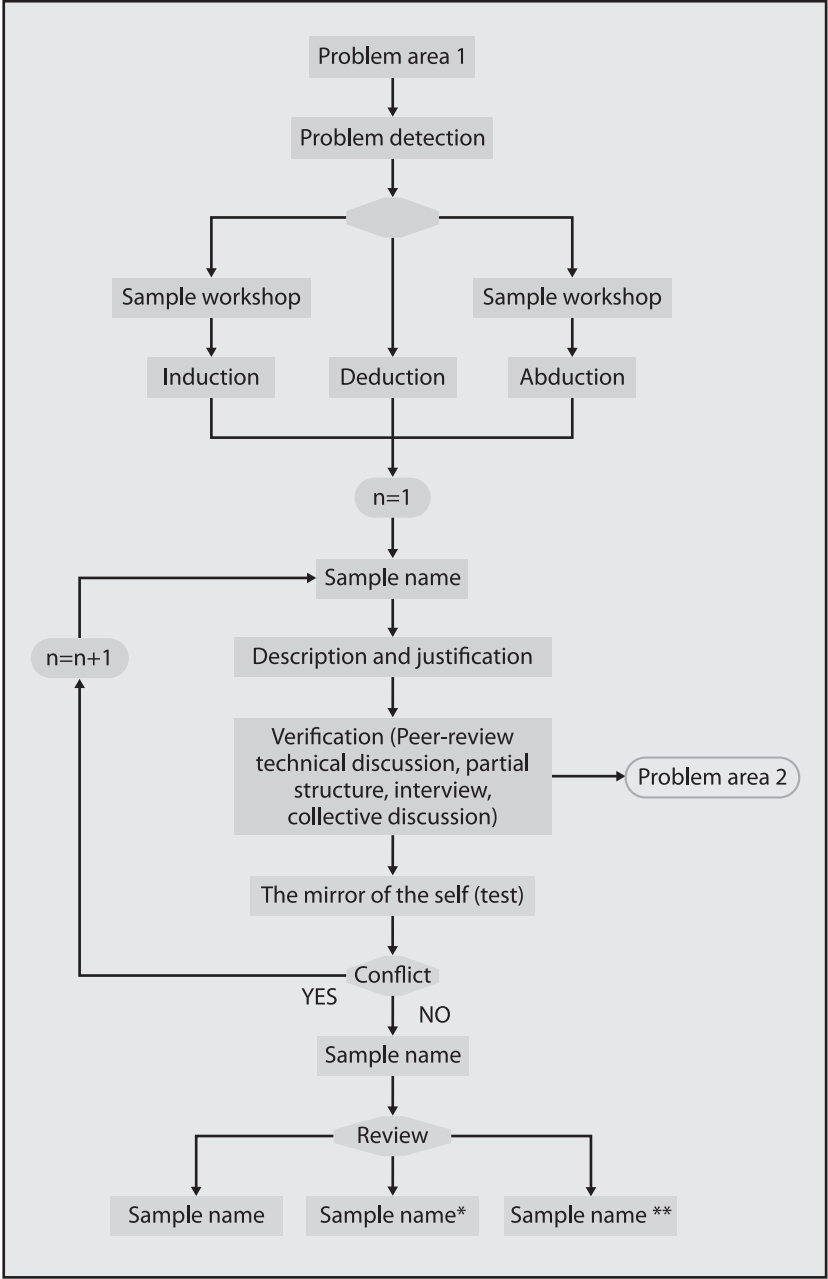 Problem area 1
Problem detection
Sample workshop
Sample workshop
Induction
Deduction
Abduction
n=1
Sample name
n=n+1
Description and justification
Verification (Peer-review
technical discussion, partial
structure, interview,
collective discussion)
Problem area 2
The mirror of the self (test)
Conflict
YES
NO
Sample name
Review
Sample name
Sample name*
Sample name **